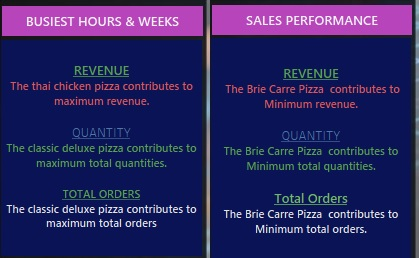 BUSIEST HOURS & WEEKS
REVENUE
The thai chicken pizza contributes to
maximum revenue.
QUANTITY
The classic deluxe pizza contributes to
maximum total quantities.
TOTAL ORDERS
The classic deluxe pizza contributes to
maximum total orders
SALES PERFORMANCE
REVENUE
The Brie Carre Pizza  contributes to
Minimum revenue.
QUANTITY
The Brie Carre Pizza  contributes to
Minimum total quantities.
Total Orders
The Brie Carre Pizza  contributes to
Minimum total orders.